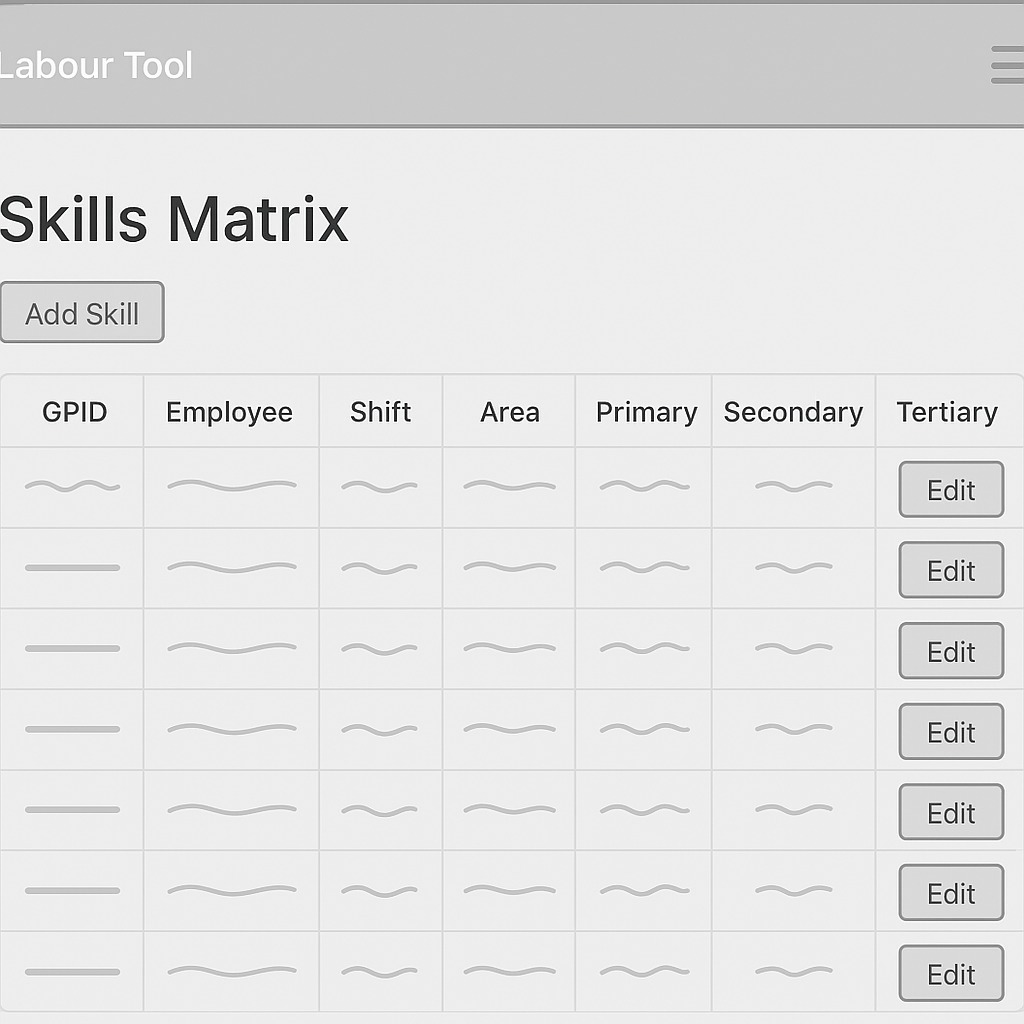 Labour Tool
Skills Matrix
Add Skill
GPID Employee Shift Area Primary Secondary Tertiary
Edit
Edit
Edit
Edit
Edit
Edit
Edit